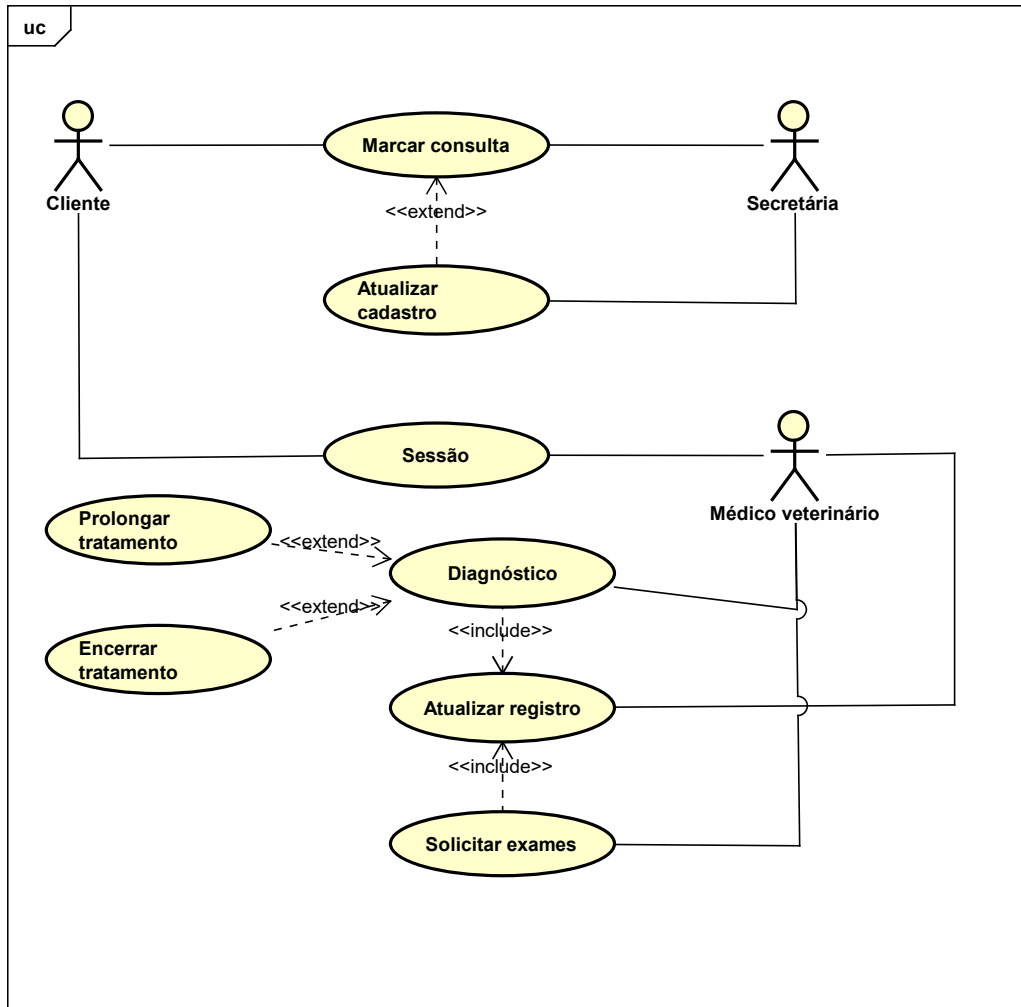 uc
Marcar consulta
Cliente
Secretária
<<extend>>
Atualizar
cadastro
Sessão
Médico veterinário
Prolongar
tratamento
<<extend>>
Diagnóstico
<<extend>>
<<include>>
Encerrar
tratamento
Atualizar registro
<<include>>
Solicitar exames